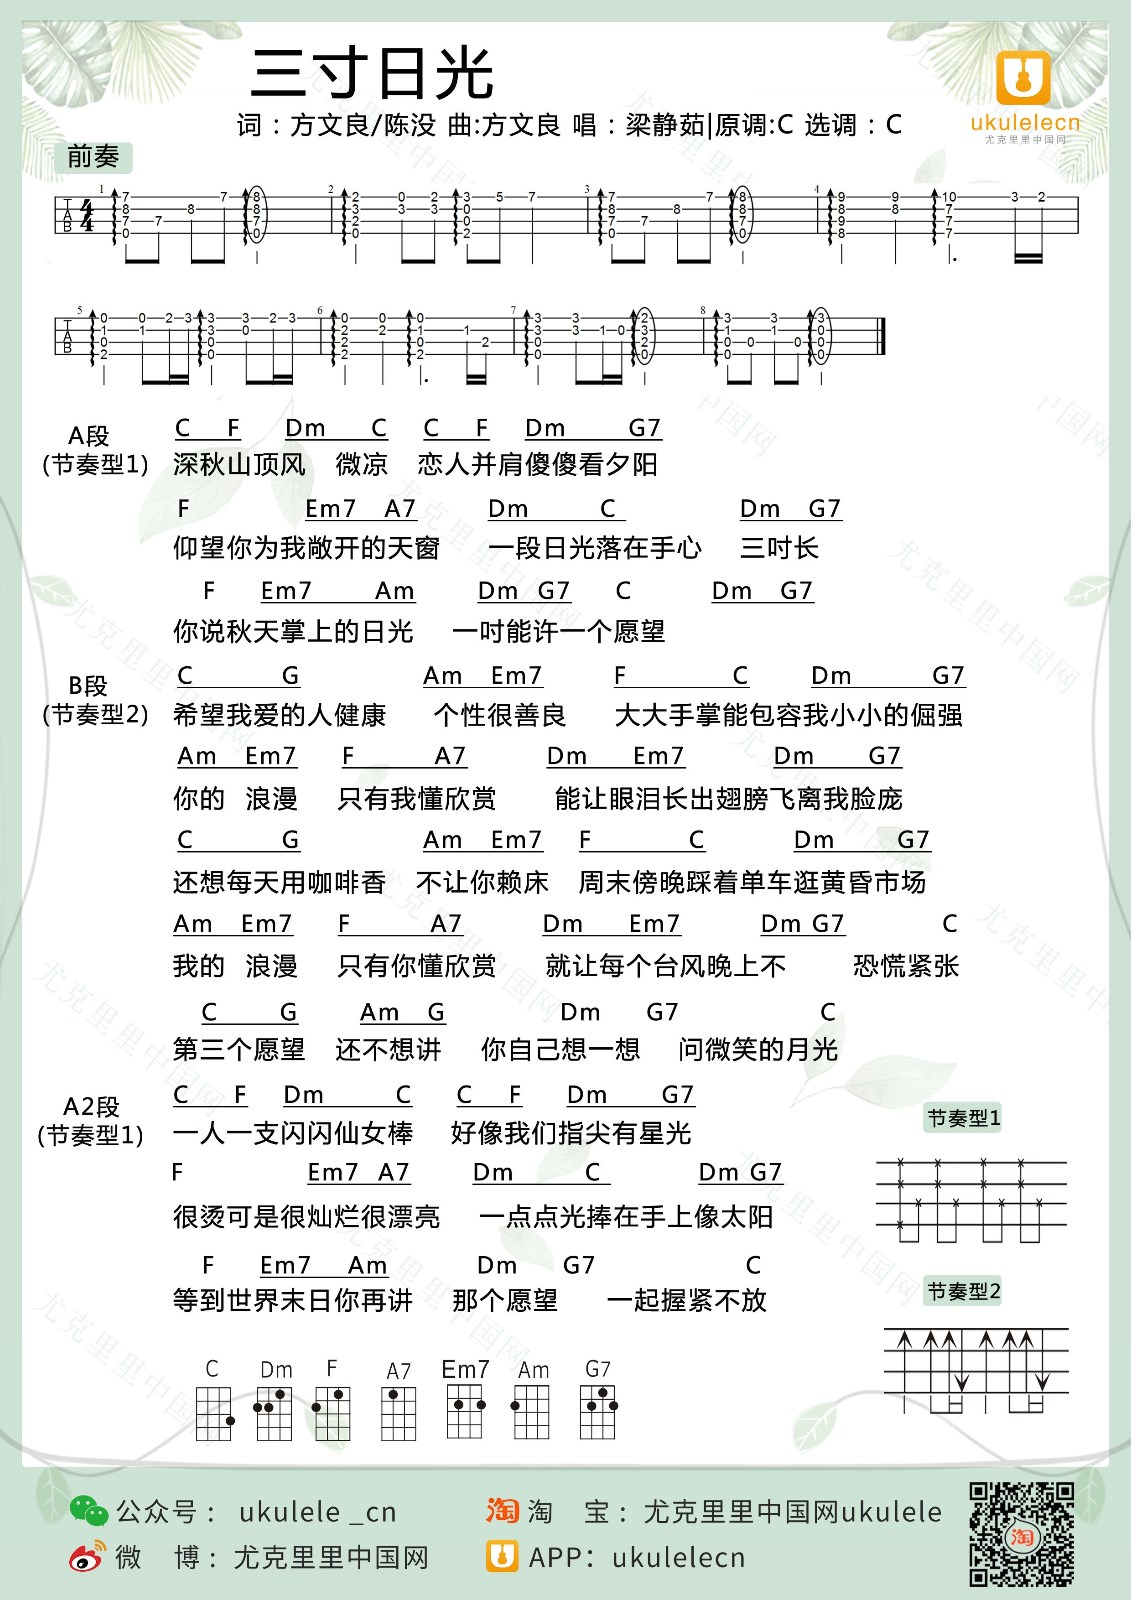 三寸日光
词：方文良/陈没 曲:方文良 唱：梁静茹|原调:C 选调：C
ukulelecn
尤克里里中国网
前奏
C F Dm C C F Dm G7
A段
(节奏型1)
深秋山顶风 微凉 恋人并肩傻傻看夕阳
F Em7 A7 Dm C Dm G7
仰望你为我敞开的天窗 一段日光落在手心 三吋长
F Em7 Am Dm G7 C Dm G7
你说秋天掌上的日光 一吋能许一个愿望
C G Am Em7 F C Dm G7
B段
(节奏型2)
希望我爱的人健康 个性很善良 大大手掌能包容我小小的倔强
Am Em7 F A7 Dm Em7 Dm G7
你的 浪漫 只有我懂欣赏 能让眼泪长出翅膀飞离我脸庞
C G Am Em7 F C Dm G7
还想每天用咖啡香 不让你赖床 周末傍晚踩着单车逛黄昏市场
Am Em7 F A7 Dm Em7 Dm G7 C
我的 浪漫 只有你懂欣赏 就让每个台风晚上不 恐慌紧张
C G Am G Dm G7 C
第三个愿望 还不想讲 你自己想一想 问微笑的月光
C F Dm C C F Dm G7
A2段
(节奏型1)
一人一支闪闪仙女棒 好像我们指尖有星光
F Em7 A7 Dm C Dm G7
很烫可是很灿烂很漂亮 一点点光捧在手上像太阳
F Em7 Am Dm G7 C
等到世界末日你再讲 那个愿望 一起握紧不放
节奏型1
节奏型2
C Dm F A7 Em7 Am G7
公众号：ukulele _cn
淘 淘 宝：尤克里里中国网ukulele
微 博：尤克里里中国网
APP：ukulelecn
淘